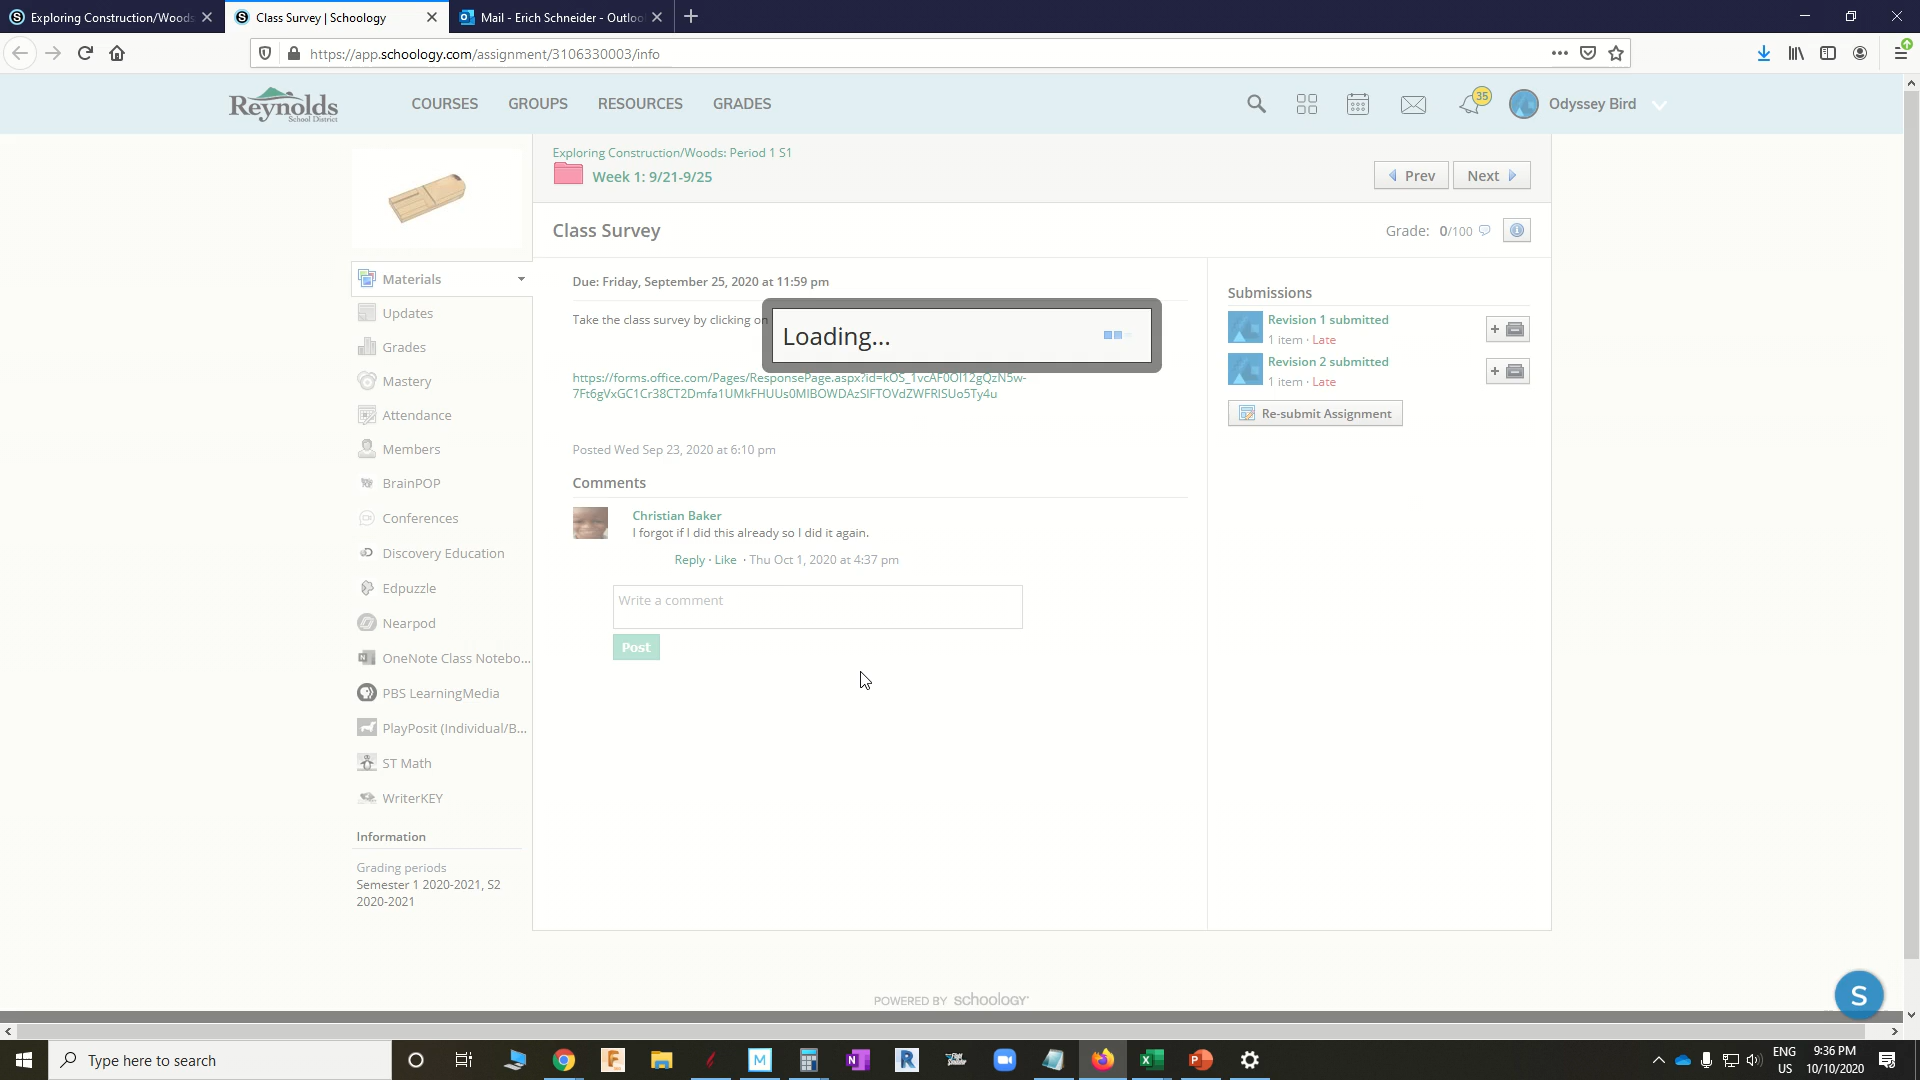 Exploring Construction/Woods
Class Survey | Schoology
Mail - Erich Schneider - Outloo
https://app.schoology.com/assignment/3106330003/info
Reynolds
School District
COURSES
GROUPS
RESOURCES
GRADES
35
Odyssey Bird
Exploring Construction/Woods: Period 1 S1
Week 1: 9/21-9/25
Prev
Next
Class Survey
Grade: 0/100
Materials
Updates
Grades
Mastery
Attendance
Members
BrainPOP
Conferences
Discovery Education
Edpuzzle
Nearpod
OneNote Class Notebo...
PBS LearningMedia
PlayPosit (Individual/B...
ST Math
WriterKEY
Information
Grading periods
Semester 1 2020-2021, S2
2020-2021
Due: Friday, September 25, 2020 at 11:59 pm
Take the class survey by clicking on
Loading...
https://forms.office.com/Pages/ResponsePage.aspx?id=kOS_1vcAF0OI12gQzN5w-
7Ft6gVxGC1Cr38CT2Dmfa1UMkFHUUs0MIBOWDAzSIFTOVdZWFRISUo5Ty4u
Posted Wed Sep 23, 2020 at 6:10 pm
Comments
Christian Baker
I forgot if I did this already so I did it again.
Reply · Like · Thu Oct 1, 2020 at 4:37 pm
Write a comment
Post
Submissions
Revision 1 submitted
1 item · Late
Revision 2 submitted
1 item · Late
Re-submit Assignment
POWERED BY schoology
S
Type here to search
ENG
US
9:36 PM
10/10/2020